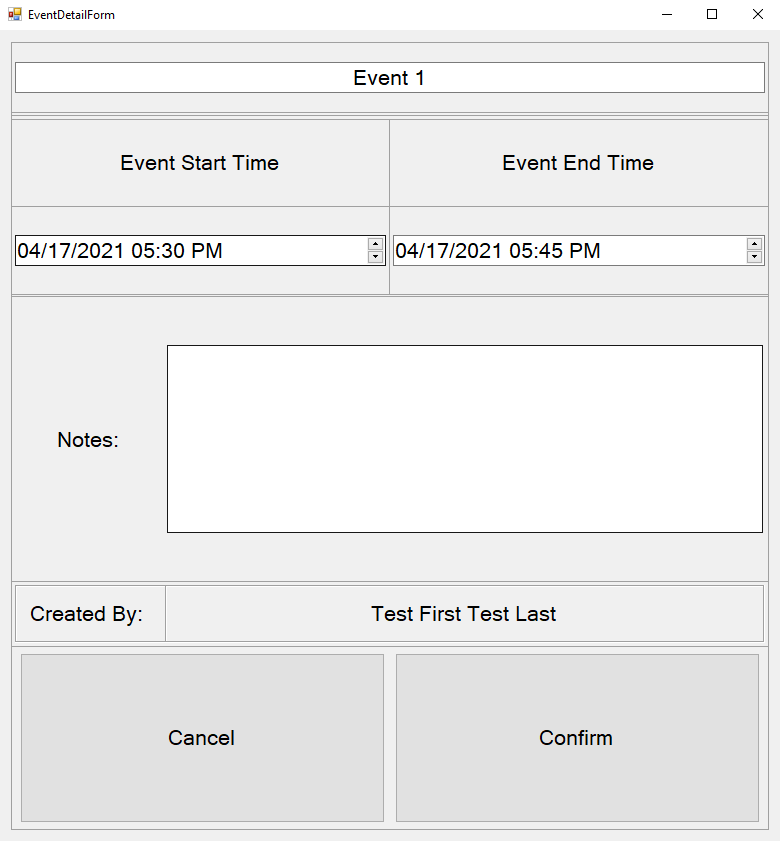 EventDetailForm
Event 1
Event Start Time
Event End Time
04/17/2021 05:30 PM
04/17/2021 05:45 PM
Notes:
Created By:
Test First Test Last
Cancel
Confirm